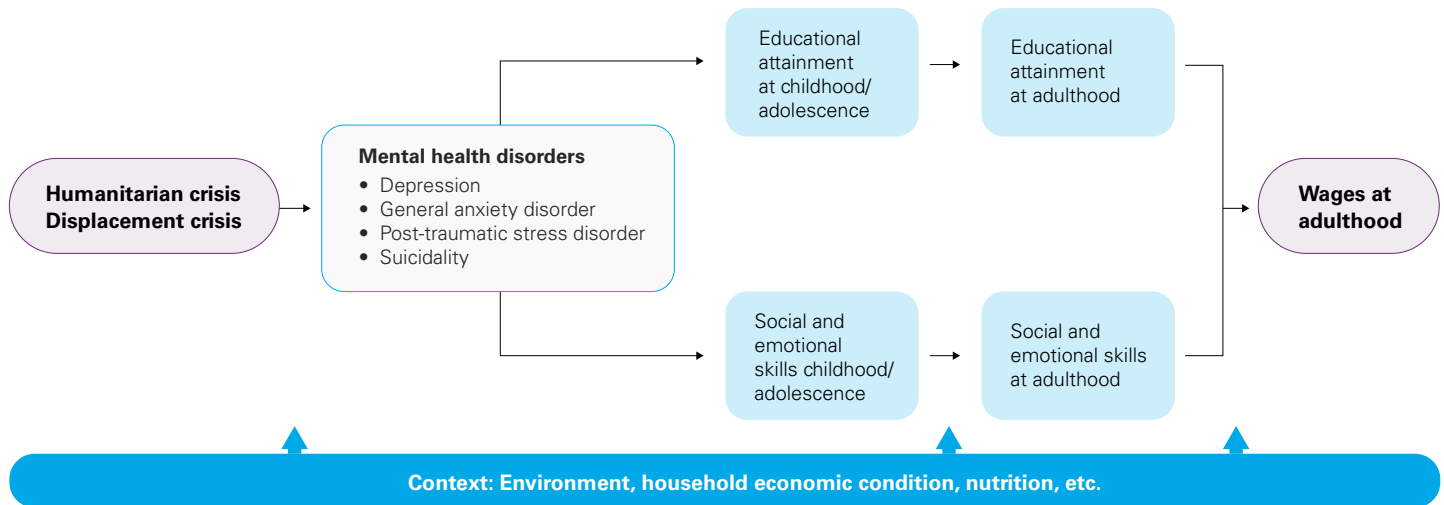 Humanitarian crisis
Displacement crisis
Mental health disorders
• Depression
• General anxiety disorder
• Post-traumatic stress disorder
• Suicidality
Educational
attainment
at childhood/
adolescence
Educational
attainment
at adulthood
Social and
emotional
skills childhood/
adolescence
Social and
emotional skills
at adulthood
Wages at
adulthood
Context: Environment, household economic condition, nutrition, etc.